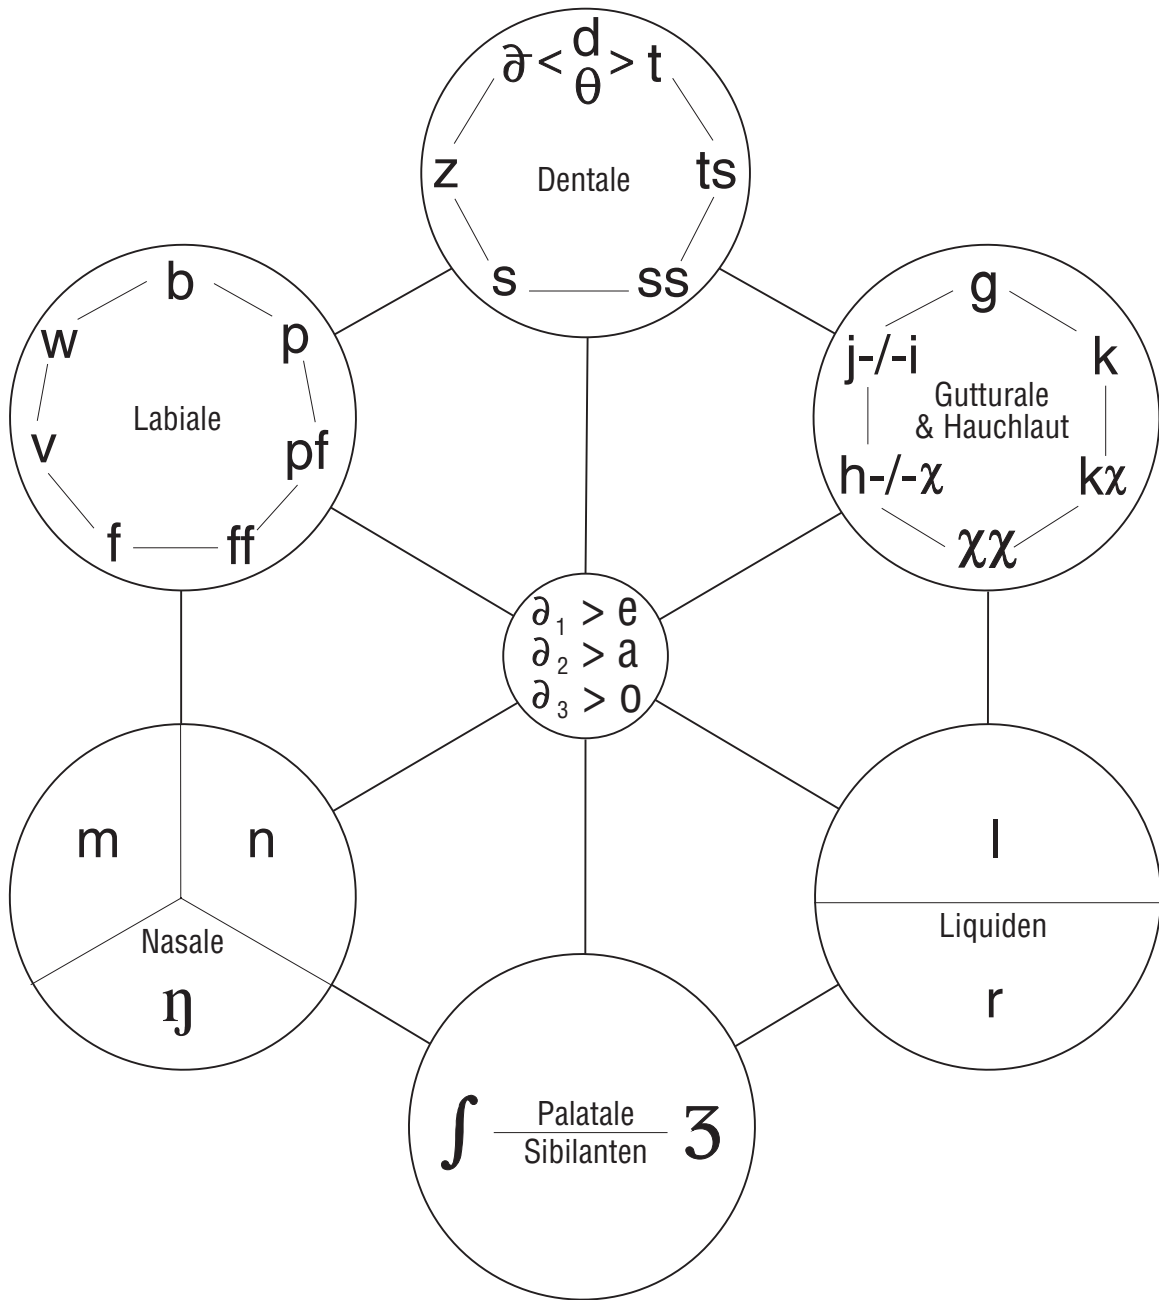 ∂̵ < d > t
θ
z
Dentale
ts
s
ss
b
w
p
Labiale
v
pf
f
ff
g
j-/-i
k
Gutturale
& Hauchlaut
h-/-χ
kχ
χχ
∂1 > e
∂2 > a
∂3 > o
m
n
Nasale
ŋ
l
Liquiden
r
ʃ
Palatale
Sibilanten
ʒ